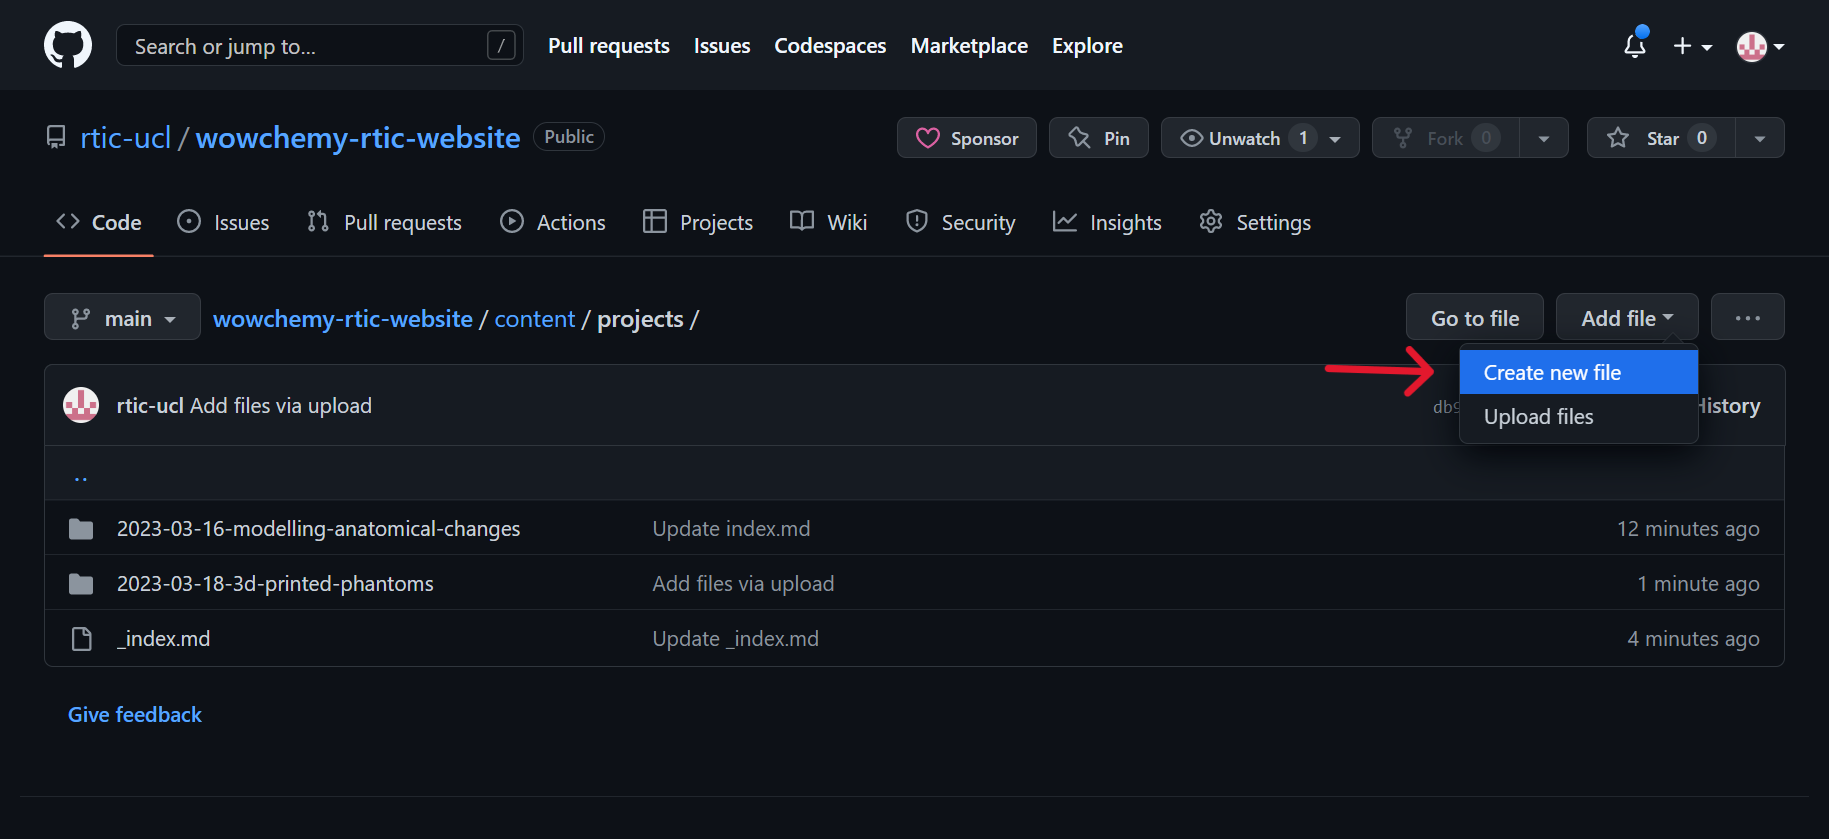 Search or jump to... / Pull requests Issues Codespaces Marketplace Explore
rtic-ucl / wowchemy-rtic-website Public Sponsor Pin Unwatch 1 Fork 0 Star 0
Code Issues Pull requests Actions Projects Wiki Security Insights Settings
main wowchemy-rtic-website / content / projects / Go to file Add file ...
Create new file
rtic-ucl Add files via upload
Upload files
..
2023-03-16-modelling-anatomical-changes Update index.md 12 minutes ago
2023-03-18-3d-printed-phantoms Add files via upload 1 minute ago
_index.md Update _index.md 4 minutes ago
Give feedback